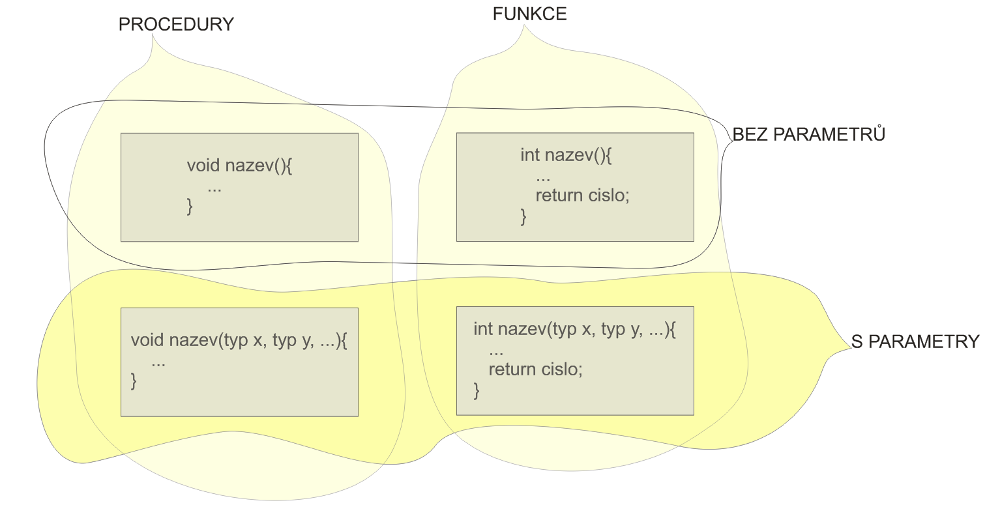 PROCEDURY
FUNKCE
BEZ PARAMETRŮ
void nazev(){
...
}
int nazev(){
...
return cislo;
}
void nazev(typ x, typ y, ...){
...
}
int nazev(typ x, typ y, ...){
...
return cislo;
}
S PARAMETRY